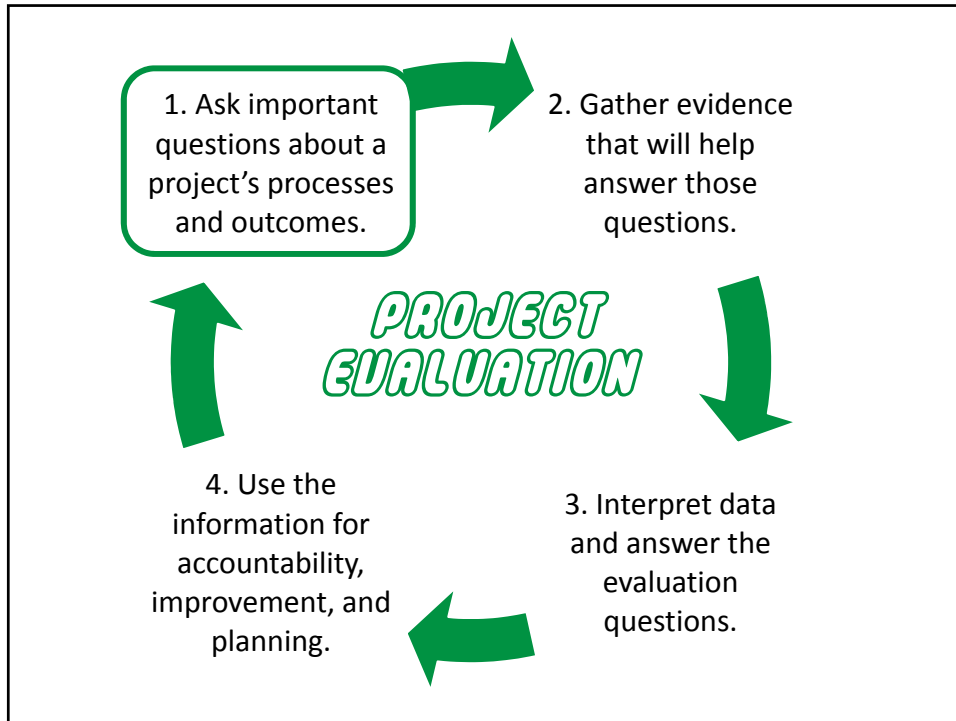 1. Ask important
questions about a
project’s processes
and outcomes.
2. Gather evidence
that will help
answer those
questions.
PROJECT
EVALUATION
3. Interpret data
and answer the
evaluation
questions.
4. Use the
information for
accountability,
improvement, and
planning.